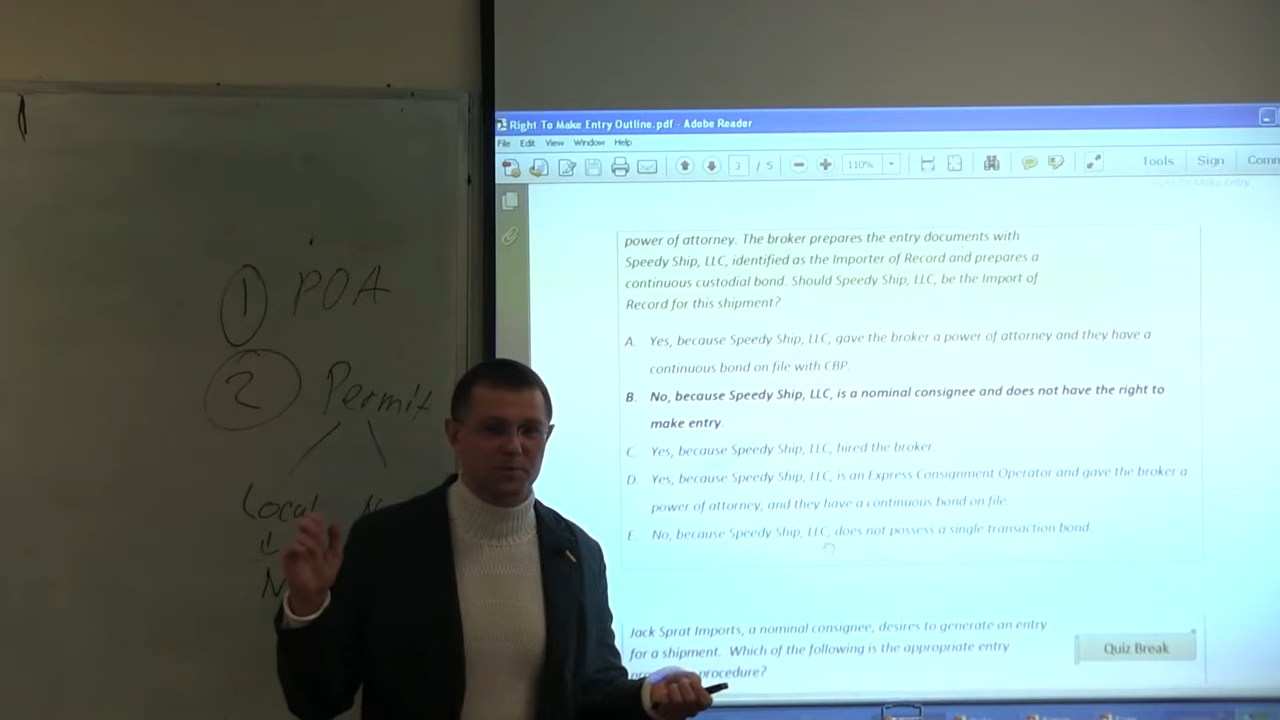 1 POA
2 Permit
Local
Right To Make Entry Outline.pdf - Adobe Reader
File Edit View Window Help
3 / 5 110% Tools Sign Comm
Right To Make Entry
power of attorney. The broker prepares the entry documents with
Speedy Ship, LLC, identified as the Importer of Record and prepares a
continuous custodial bond. Should Speedy Ship, LLC, be the Import of
Record for this shipment?
A. Yes, because Speedy Ship, LLC, gave the broker a power of attorney and they have a
continuous bond on file with CBP.
B. No, because Speedy Ship, LLC, is a nominal consignee and does not have the right to
make entry.
C. Yes, because Speedy Ship, LLC, hired the broker.
D. Yes, because Speedy Ship, LLC, is an Express Consignment Operator and gave the broker a
power of attorney, and they have a continuous bond on file.
E. No, because Speedy Ship, LLC, does not possess a single transaction bond.
Jack Sprat Imports, a nominal consignee, desires to generate an entry
for a shipment. Which of the following is the appropriate entry
procedure?
Quiz Break